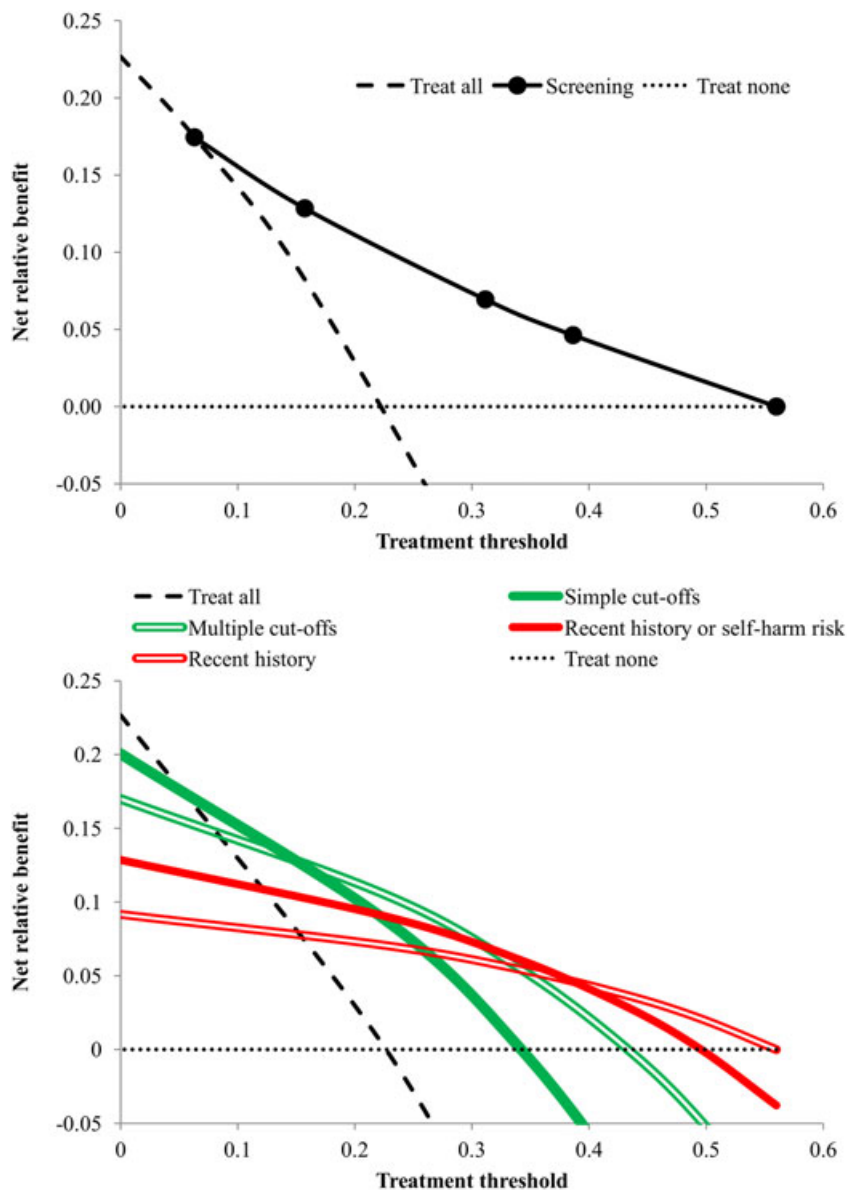 0.25
Treat all Screening Treat none
0.20
0.15
0.10
0.05
0.00
-0.05
Net relative benefit
0 0.1 0.2 0.3 0.4 0.5 0.6
Treatment threshold
Treat all Simple cut-offs
Multiple cut-offs Recent history or self-harm risk
Recent history Treat none
0.25
0.2
0.15
0.1
0.05
0
-0.05
Net relative benefit
0 0.1 0.2 0.3 0.4 0.5 0.6
Treatment threshold